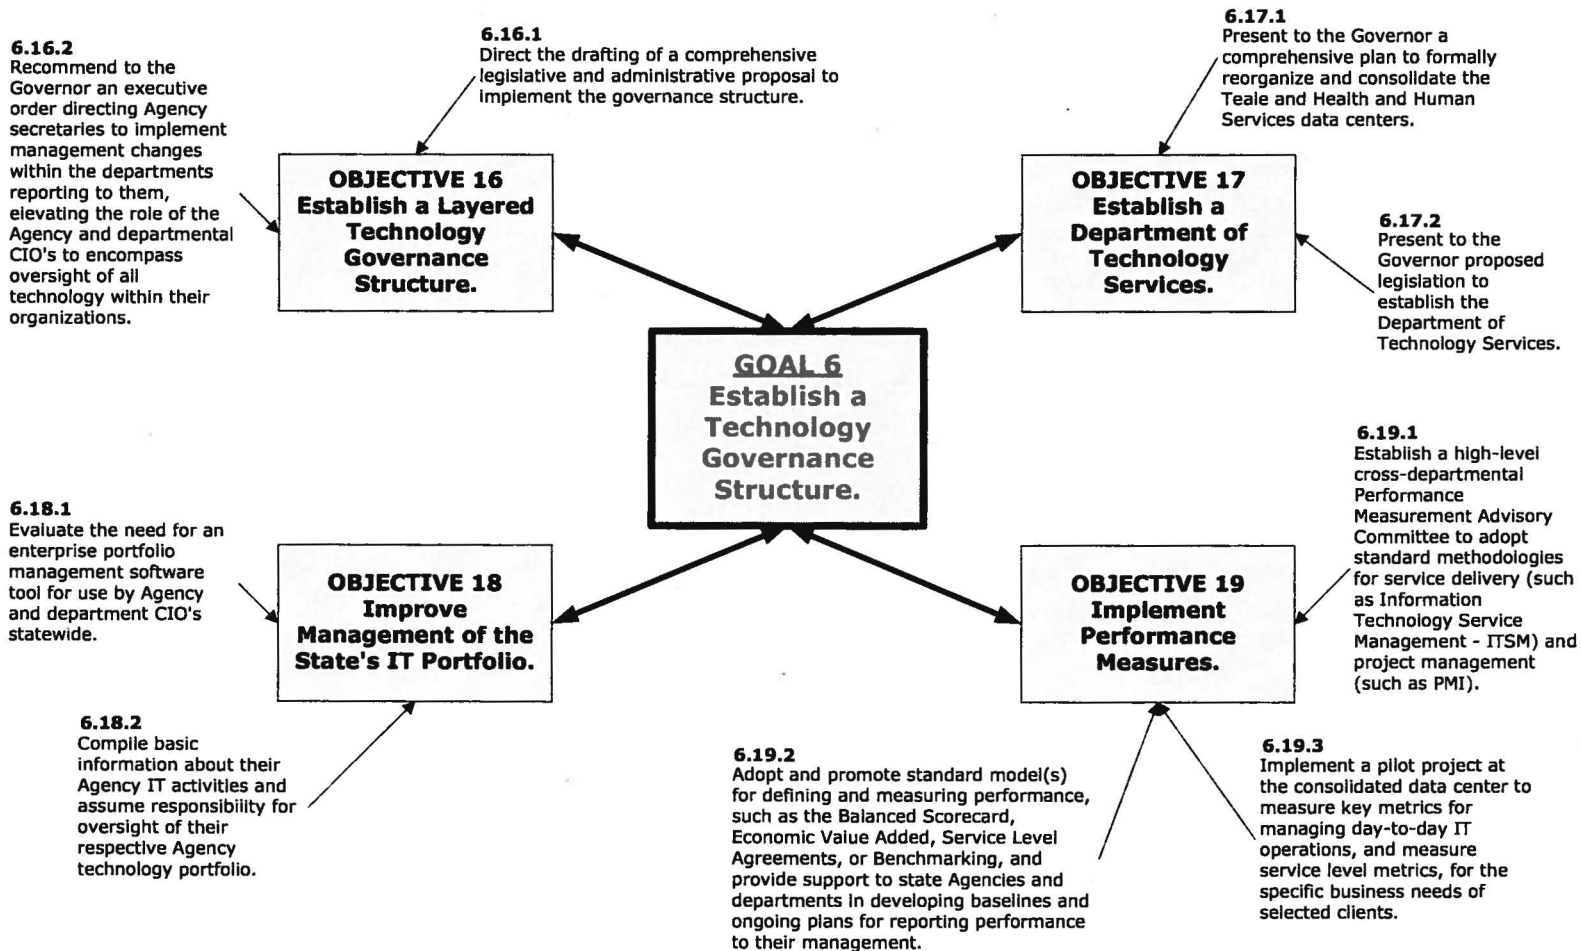 6.16.2
Recommend to the
Governor an executive
order directing Agency
secretaries to implement
management changes
within the departments
reporting to them,
elevating the role of the
Agency and departmental
CIO's to encompass
oversight of all
technology within their
organizations.
6.16.1
Direct the drafting of a comprehensive
legislative and administrative proposal to
implement the governance structure.
OBJECTIVE 16
Establish a Layered
Technology
Governance
Structure.
6.17.1
Present to the Governor a
comprehensive plan to formally
reorganize and consolidate the
Teale and Health and Human
Services data centers.
OBJECTIVE 17
Establish a
Department of
Technology
Services.
6.17.2
Present to the
Governor proposed
legislation to
establish the
Department of
Technology Services.
GOAL 6
Establish a
Technology
Governance
Structure.
6.18.1
Evaluate the need for an
enterprise portfolio
management software
tool for use by Agency
and department CIO's
statewide.
OBJECTIVE 18
Improve
Management of the
State's IT Portfolio.
6.18.2
Compile basic
information about their
Agency IT activities and
assume responsibility for
oversight of their
respective Agency
technology portfolio.
OBJECTIVE 19
Implement
Performance
Measures.
6.19.1
Establish a high-level
cross-departmental
Performance
Measurement Advisory
Committee to adopt
standard methodologies
for service delivery (such
as Information
Technology Service
Management - ITSM) and
project management
(such as PMI).
6.19.2
Adopt and promote standard model(s)
for defining and measuring performance,
such as the Balanced Scorecard,
Economic Value Added, Service Level
Agreements, or Benchmarking, and
provide support to state Agencies and
departments in developing baselines and
ongoing plans for reporting performance
to their management.
6.19.3
Implement a pilot project at
the consolidated data center to
measure key metrics for
managing day-to-day IT
operations, and measure
service level metrics, for the
specific business needs of
selected clients.